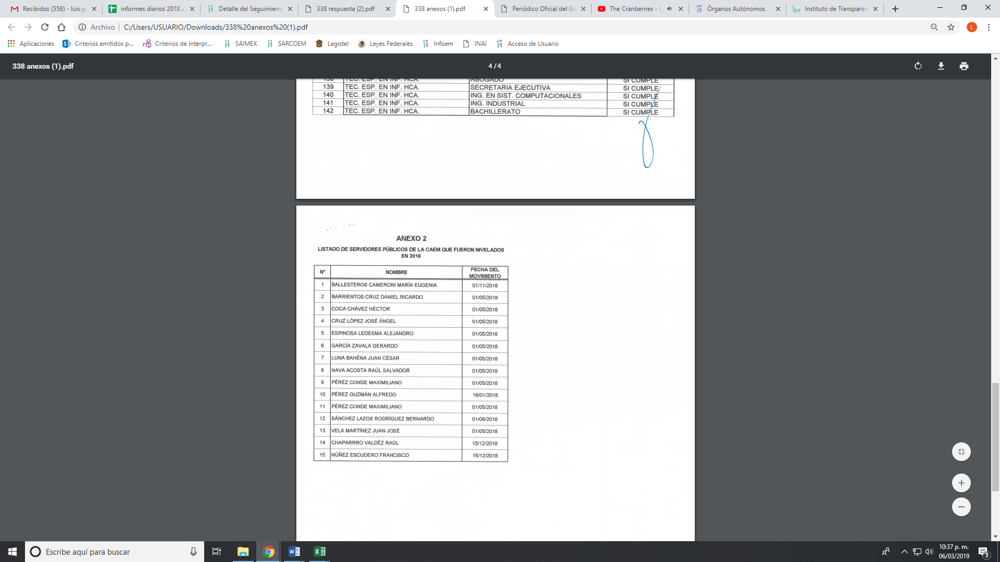 Recibidos (558) - luis.gu
informes diarios 2018.x
Detalle del Seguimiento
338 respuesta (2).pdf
338 anexos (1).pdf
Periódico Oficial del Go
The Cranberries - L
Órganos Autónomos
Instituto de Transparen
Archivo
C:/Users/USUARIO/Downloads/338%20anexos%20(1).pdf
L
Aplicaciones
Criterios emitidos p...
Criterios de Interpr...
SAIMEX
SARCOEM
Legistel
Leyes Federales
Infoem
INAI
Acceso de Usuario
338 anexos (1).pdf
4 / 4
138 TEC. ESP. EN INF. HCA. ABOGADO SI CUMPLE
139 TEC. ESP. EN INF. HCA. SECRETARIA EJECUTIVA SI CUMPLE
140 TEC. ESP. EN INF. HCA. ING. EN SIST. COMPUTACIONALES SI CUMPLE
141 TEC. ESP. EN INF. HCA. ING. INDUSTRIAL SI CUMPLE
142 TEC. ESP. EN INF. HCA. BACHILLERATO SI CUMPLE
ANEXO 2
LISTADO DE SERVIDORES PÚBLICOS DE LA CAEM QUE FUERON NIVELADOS
EN 2018
N° NOMBRE FECHA DEL
MOVIMIENTO
1 BALLESTEROS CAMERONI MARÍA EUGENIA 01/11/2018
2 BARRIENTOS CRUZ DANIEL RICARDO 01/05/2018
3 COCA CHÁVEZ HÉCTOR 01/05/2018
4 CRUZ LÓPEZ JOSÉ ÁNGEL 01/05/2018
5 ESPINOSA LEDESMA ALEJANDRO 01/05/2018
6 GARCÍA ZAVALA GERARDO 01/05/2018
7 LUNA BAHÉNA JUAN CÉSAR 01/05/2018
8 NAVA ACOSTA RAÚL SALVADOR 01/05/2018
9 PÉREZ CONDE MAXIMILIANO 01/05/2018
10 PÉREZ GUZMÁN ALFREDO 16/01/2018
11 PÉREZ CONDE MAXIMILIANO 01/05/2018
12 SÁNCHEZ LAZOS RODRÍGUEZ BERNARDO 01/06/2018
13 VELA MARTÍNEZ JUAN JOSÉ 01/05/2018
14 CHAPARRRO VALDÉZ RAÚL 15/12/2018
15 NÚÑEZ ESCUDERO FRANCISCO 15/12/2018
Escribe aquí para buscar
10:37 p. m.
06/03/2019
3